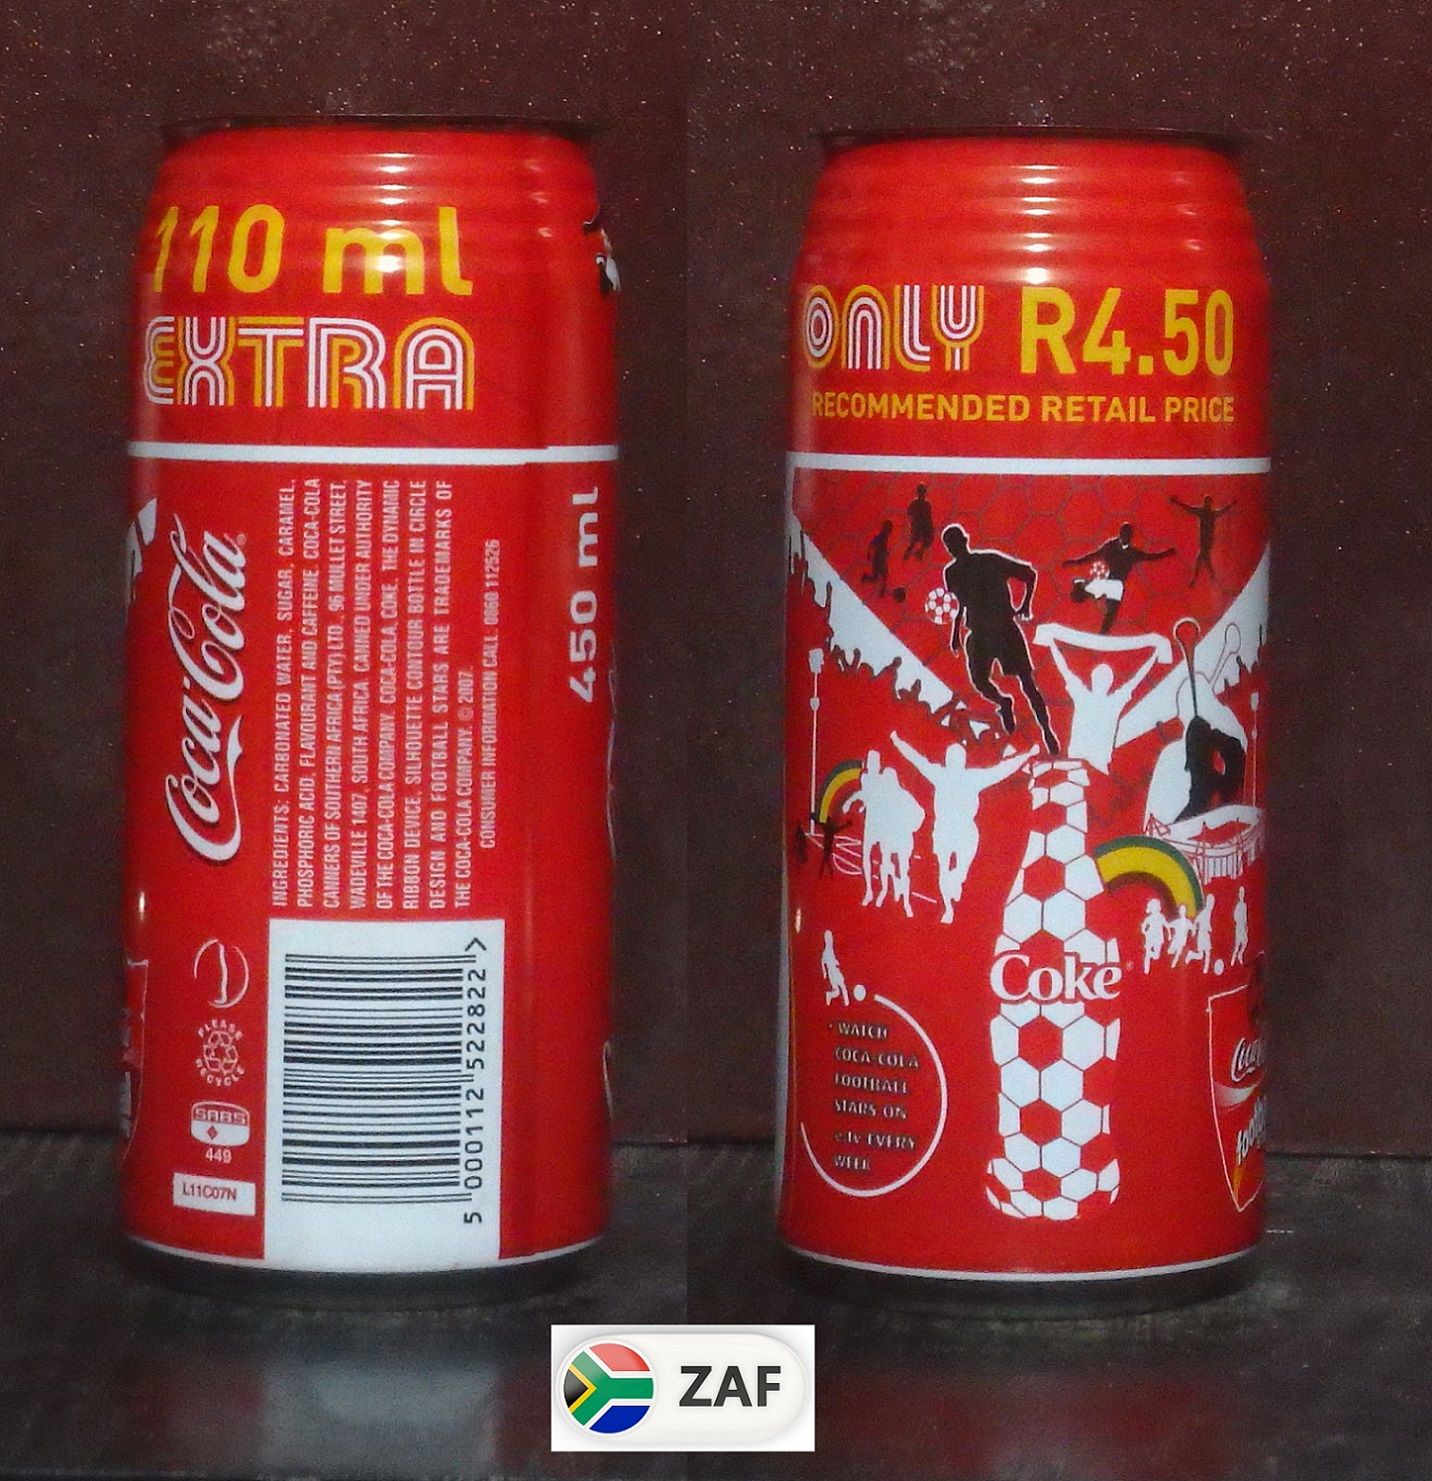 110 ml
EXTRA
Coca-Cola
INGREDIENTS: CARBONATED WATER, SUGAR, CARAMEL,
PHOSPHORIC ACID, FLAVOURANT AND CAFFEINE. COCA-COLA
CANNERS OF SOUTHERN AFRICA (PTY) LTD., 96 MULLET STREET,
WADEVILLE 1407, SOUTH AFRICA. CANNED UNDER AUTHORITY
OF THE COCA-COLA COMPANY. COCA-COLA, COKE, THE DYNAMIC
RIBBON DEVICE, SILHOUETTE CONTOUR BOTTLE IN CIRCLE
DESIGN AND FOOTBALL STARS ARE TRADEMARKS OF
THE COCA-COLA COMPANY. © 2007.
CONSUMER INFORMATION CALL: 0860 112526
450 ml
PLEASE
RECYCLE
SABS
449
L11C07N
5 000112 522822 >
ONLY R4.50
RECOMMENDED RETAIL PRICE
Coke
WATCH
COCA-COLA
FOOTBALL
STARS ON
e.tv EVERY
WEEK
ZAF